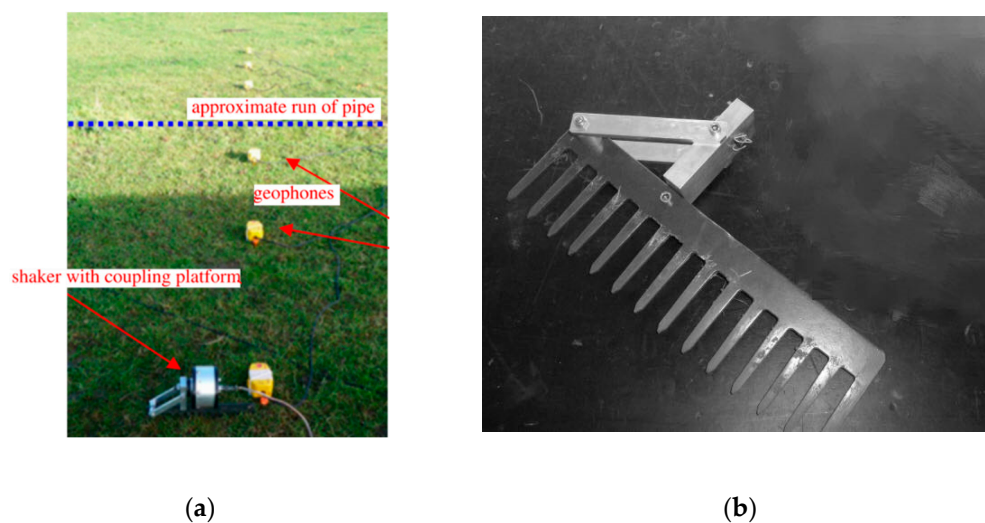 approximate run of pipe
geophones
shaker with coupling platform
(a)
(b)